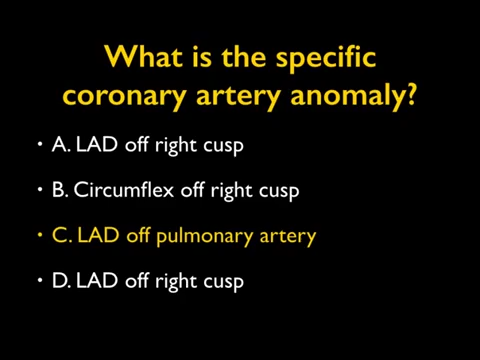 What is the specific
coronary artery anomaly?
• A. LAD off right cusp
• B. Circumflex off right cusp
• C. LAD off pulmonary artery
• D. LAD off right cusp